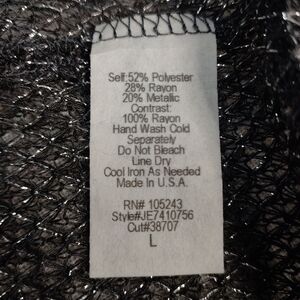 Self:52% Polyester
28% Rayon
20% Metallic
Contrast:
100% Rayon
Hand Wash Cold
Separately
Do Not Bleach
Line Dry
Cool Iron As Needed
Made In U.S.A.
RN# 105243
Style#JE7410756
Cut#38707
L